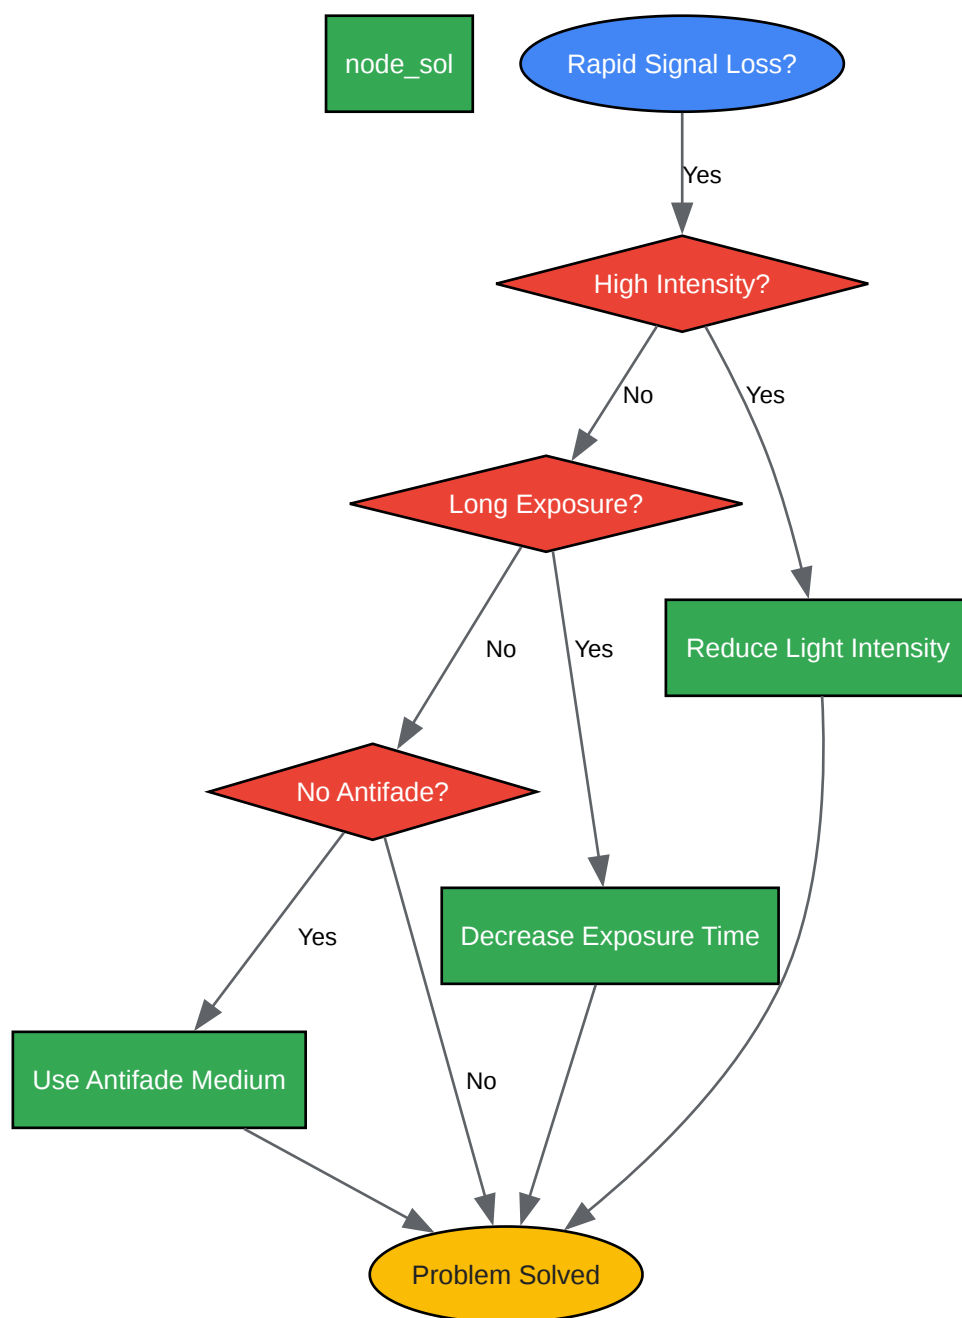 node_sol
Rapid Signal Loss?
Yes
High Intensity?
No
Yes
Long Exposure?
No
Yes
Reduce Light Intensity
No Antifade?
Yes
Decrease Exposure Time
Use Antifade Medium
No
Problem Solved